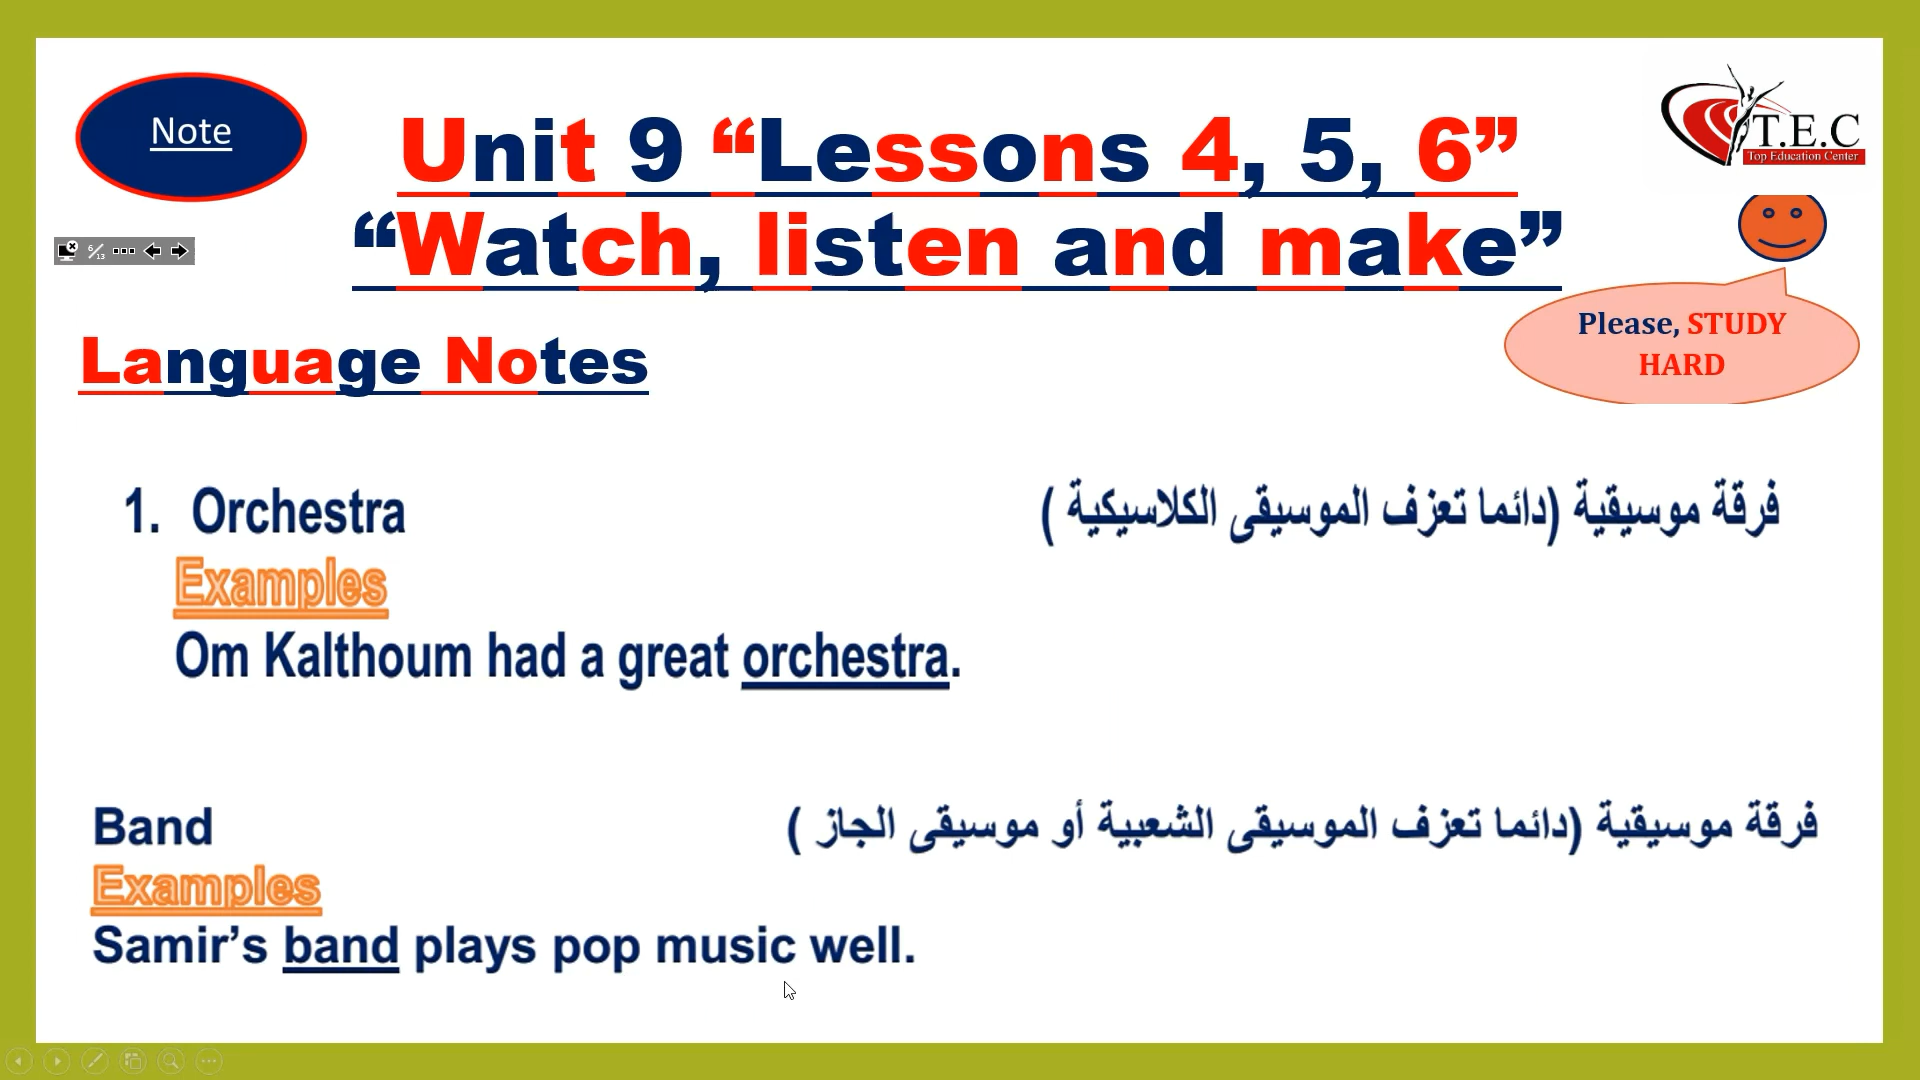 Note
Unit 9 “Lessons 4, 5, 6”
“Watch, listen and make”
T.E.C
Top Education Center
6/13
Please, STUDY
HARD
Language Notes
1. Orchestra
فرقة موسيقية (دائما تعزف الموسيقى الكلاسيكية )
Examples
Om Kalthoum had a great orchestra.
Band
فرقة موسيقية (دائما تعزف الموسيقى الشعبية أو موسيقى الجاز )
Examples
Samir’s band plays pop music well.